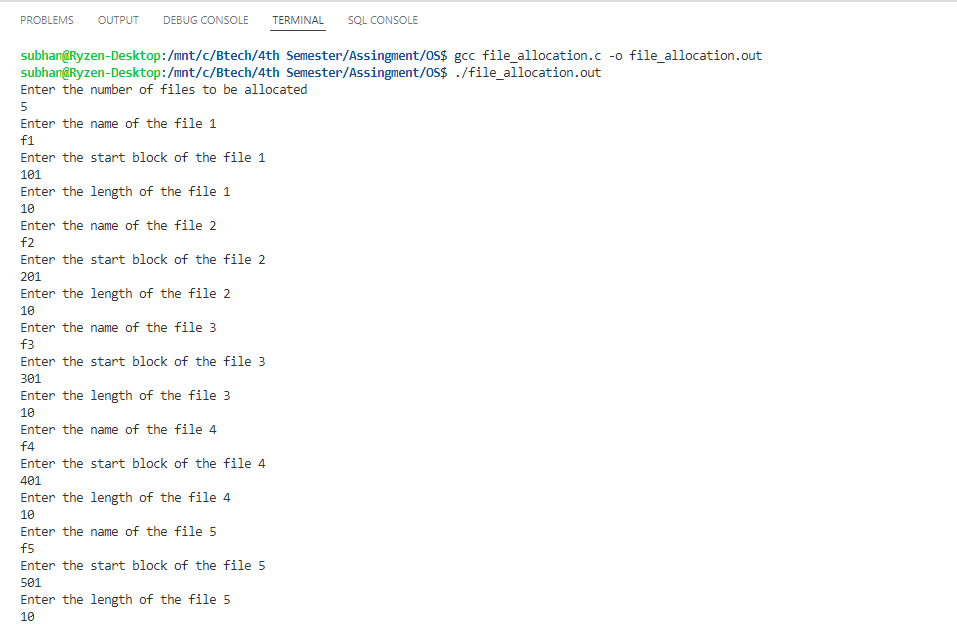 PROBLEMS OUTPUT DEBUG CONSOLE TERMINAL SQL CONSOLE
subhan@Ryzen-Desktop:/mnt/c/Btech/4th Semester/Assingment/OS$ gcc file_allocation.c -o file_allocation.out
subhan@Ryzen-Desktop:/mnt/c/Btech/4th Semester/Assingment/OS$ ./file_allocation.out
Enter the number of files to be allocated
5
Enter the name of the file 1
f1
Enter the start block of the file 1
101
Enter the length of the file 1
10
Enter the name of the file 2
f2
Enter the start block of the file 2
201
Enter the length of the file 2
10
Enter the name of the file 3
f3
Enter the start block of the file 3
301
Enter the length of the file 3
10
Enter the name of the file 4
f4
Enter the start block of the file 4
401
Enter the length of the file 4
10
Enter the name of the file 5
f5
Enter the start block of the file 5
501
Enter the length of the file 5
10